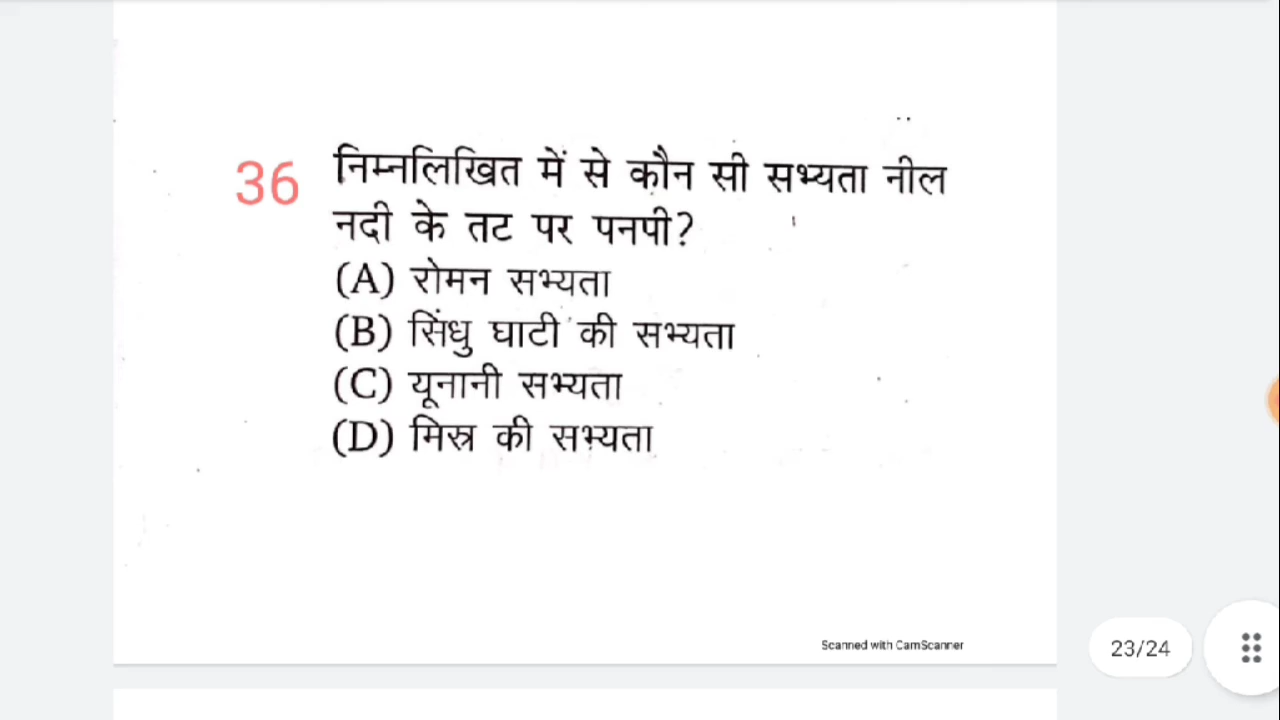 36 निम्नलिखित में से कौन सी सभ्यता नील
नदी के तट पर पनपी?
(A) रोमन सभ्यता
(B) सिंधु घाटी की सभ्यता
(C) यूनानी सभ्यता
(D) मिस्र की सभ्यता
Scanned with CamScanner
23/24